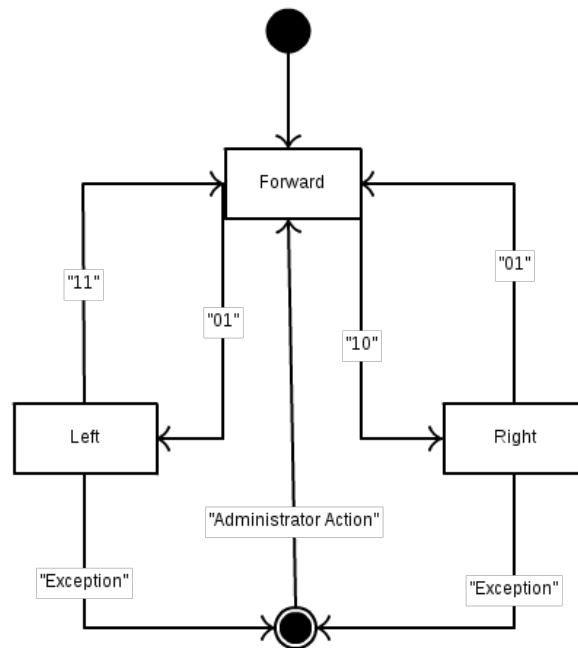 Forward
"11"
"01"
"01"
"10"
Left
Right
"Administrator Action"
"Exception"
"Exception"